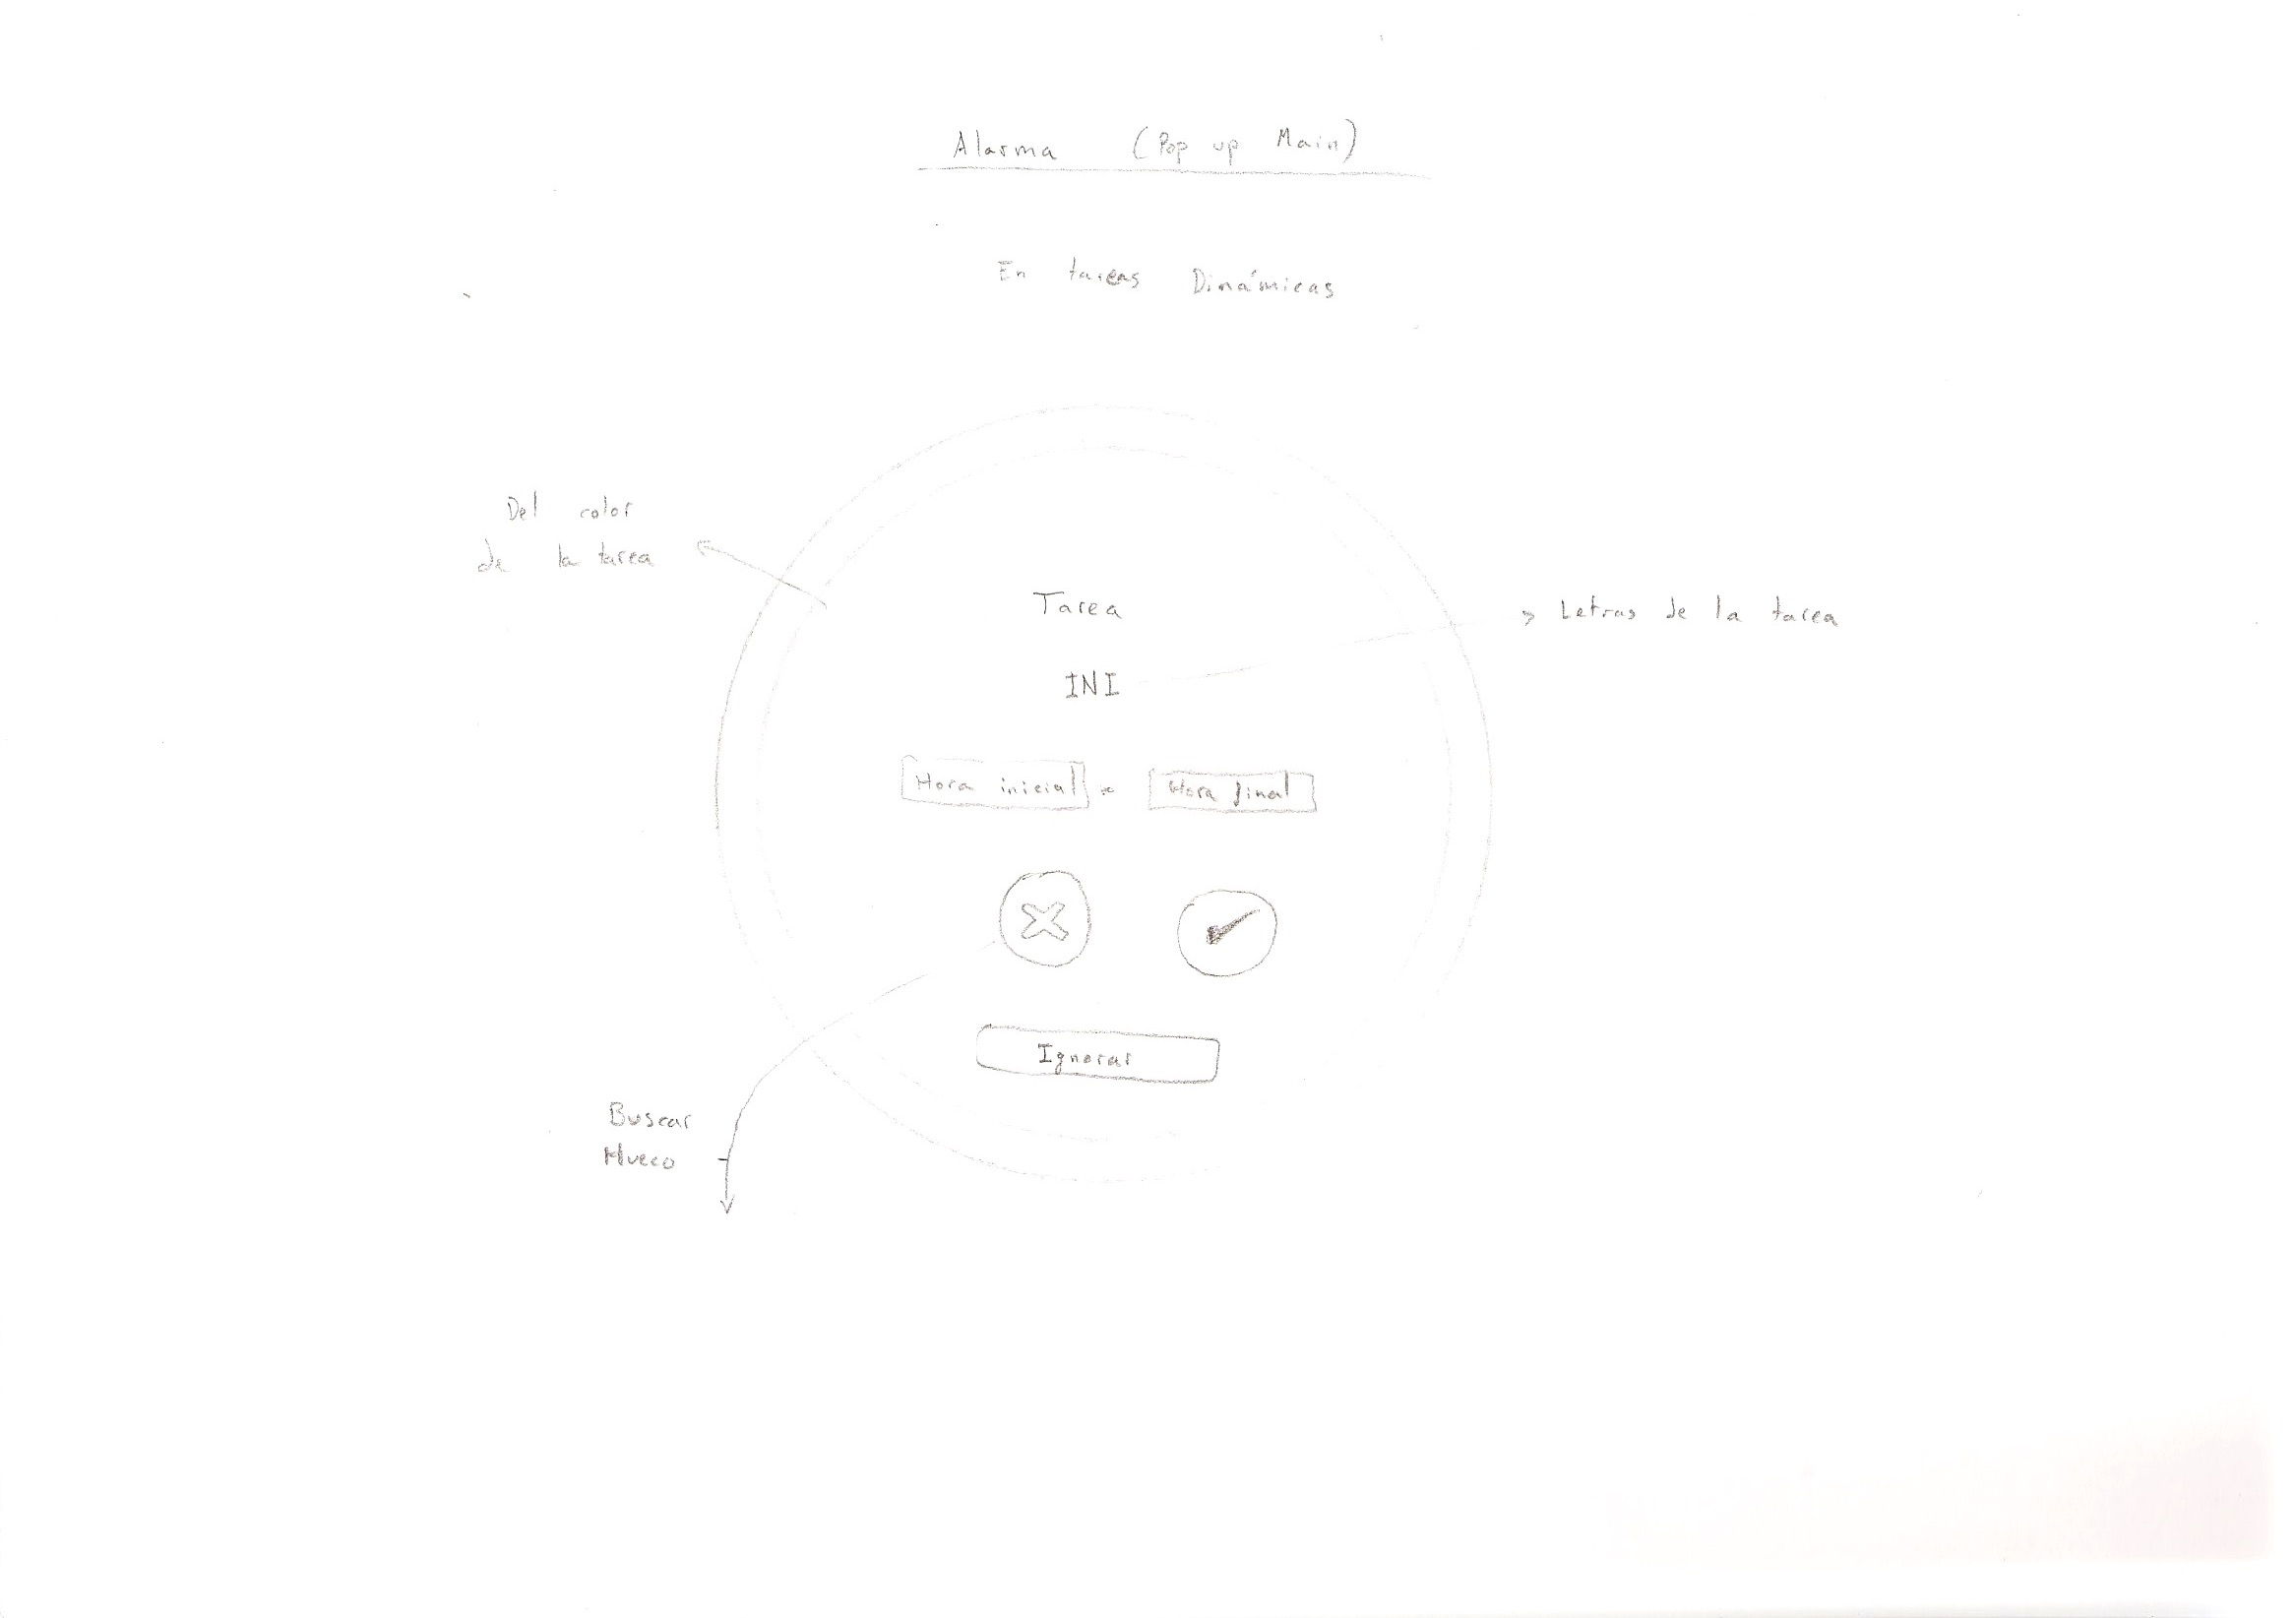 Alarma (Pop up Main)
En tareas Dinámicas
Del color
de la tarea
Tarea
Letras de la tarea
INI
Hora inicial - Hora final
Ignorar
Buscar
Hueco